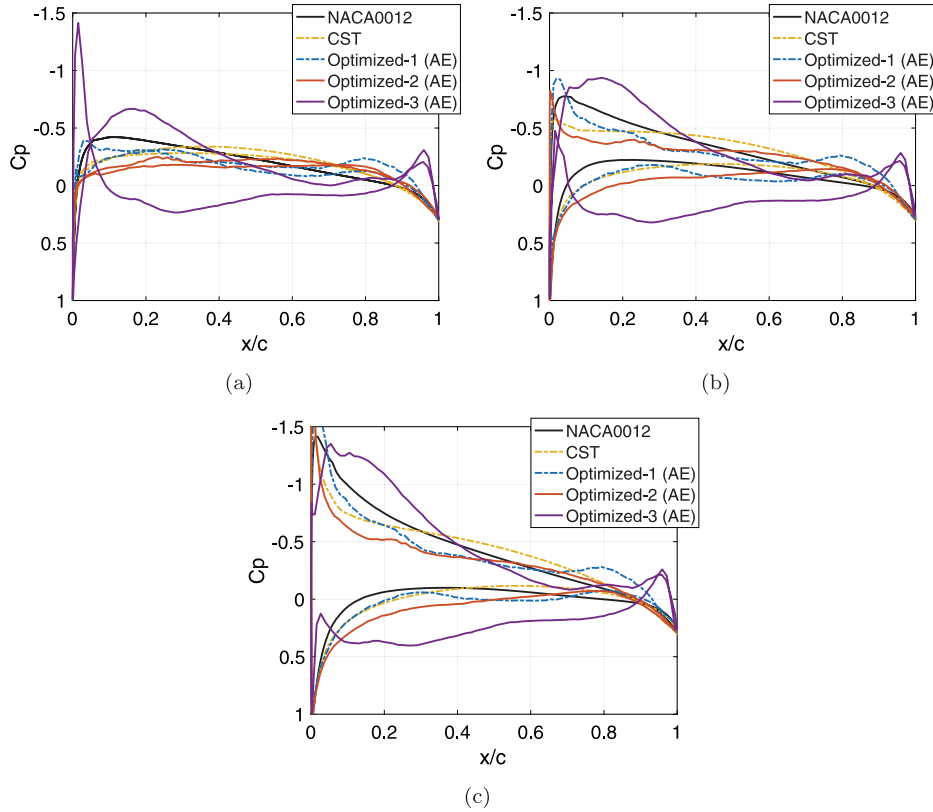 -1.5
-1
-0.5
0
0.5
1
Cp
0
0.2
0.4
0.6
0.8
1
x/c
NACA0012
CST
Optimized-1 (AE)
Optimized-2 (AE)
Optimized-3 (AE)
(a)
-1.5
-1
-0.5
0
0.5
1
Cp
0
0.2
0.4
0.6
0.8
1
x/c
NACA0012
CST
Optimized-1 (AE)
Optimized-2 (AE)
Optimized-3 (AE)
(b)
-1.5
-1
-0.5
0
0.5
1
Cp
0
0.2
0.4
0.6
0.8
1
x/c
NACA0012
CST
Optimized-1 (AE)
Optimized-2 (AE)
Optimized-3 (AE)
(c)